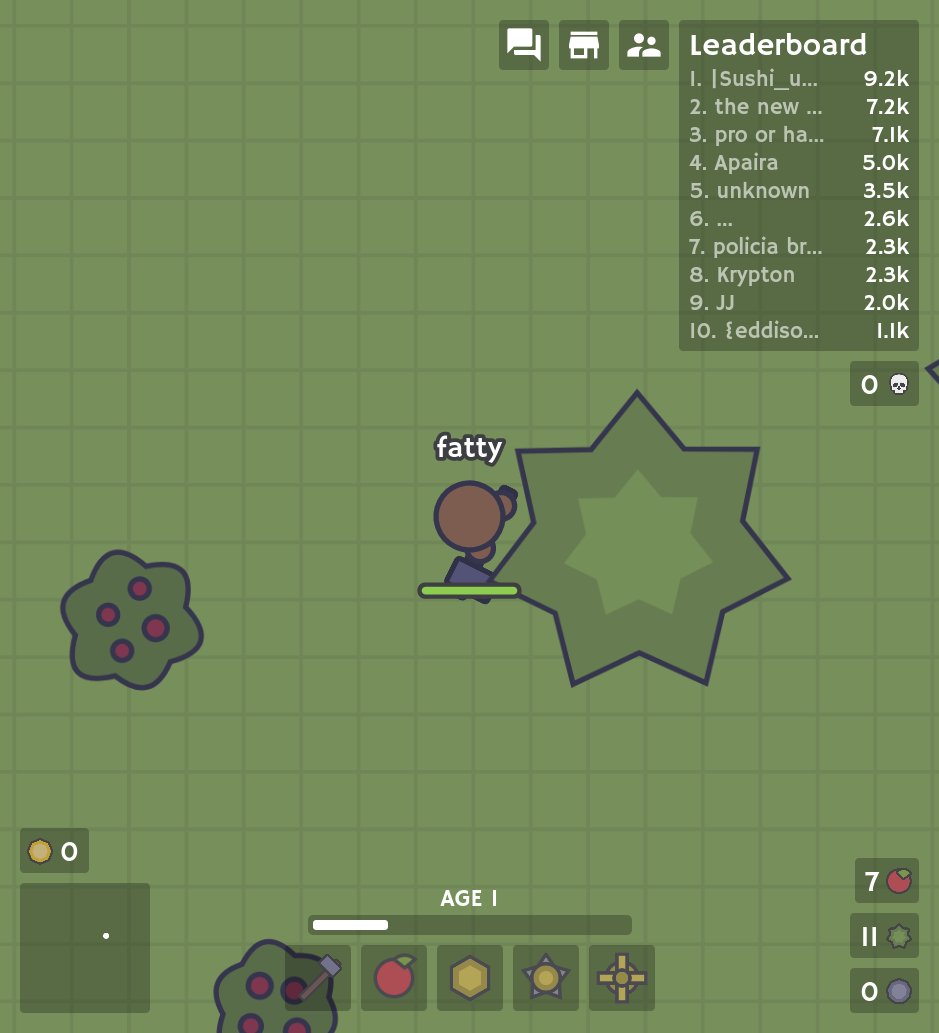 Leaderboard
1. |Sushi_u... 9.2k
2. the new ... 7.2k
3. pro or ha... 7.1k
4. Apaira 5.0k
5. unknown 3.5k
6. ... 2.6k
7. policia br... 2.3k
8. Krypton 2.3k
9. JJ 2.0k
10. {eddiso... 1.1k
0
fatty
0
7
AGE 1
11
0